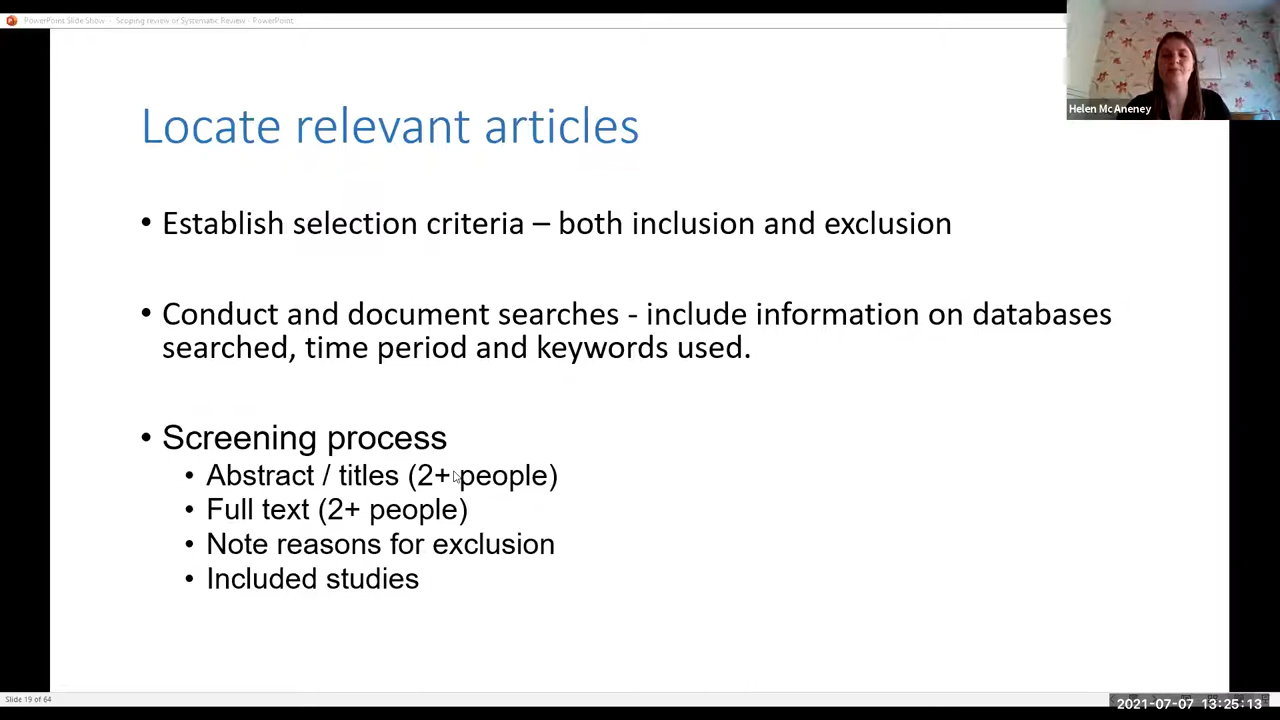 PowerPoint Slide Show - Scoping review or Systematic Review - PowerPoint
Helen Mc Aneney
Locate relevant articles
• Establish selection criteria – both inclusion and exclusion
• Conduct and document searches - include information on databases
searched, time period and keywords used.
• Screening process
• Abstract / titles (2+ people)
• Full text (2+ people)
• Note reasons for exclusion
• Included studies
Slide 19 of 64
2021-07-07 13:25:13